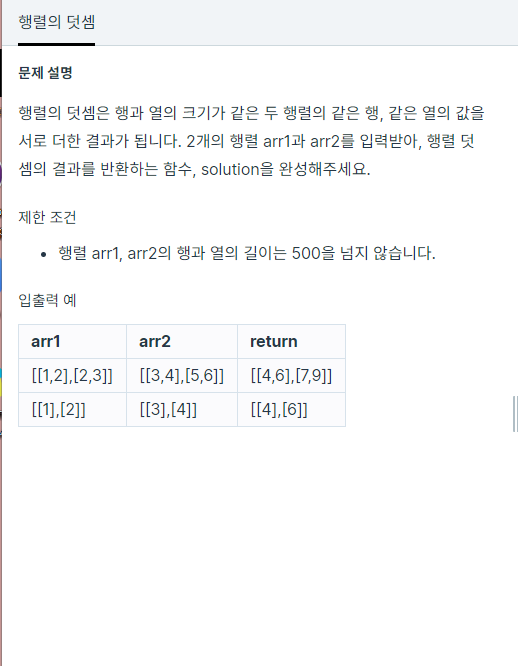 행렬의 덧셈
문제 설명
행렬의 덧셈은 행과 열의 크기가 같은 두 행렬의 같은 행, 같은 열의 값을
서로 더한 결과가 됩니다. 2개의 행렬 arr1과 arr2를 입력받아, 행렬 덧
셈의 결과를 반환하는 함수, solution을 완성해주세요.
제한 조건
• 행렬 arr1, arr2의 행과 열의 길이는 500을 넘지 않습니다.
입출력 예
arr1 arr2 return
[[1,2],[2,3]] [[3,4],[5,6]] [[4,6],[7,9]]
[[1],[2]] [[3],[4]] [[4],[6]]